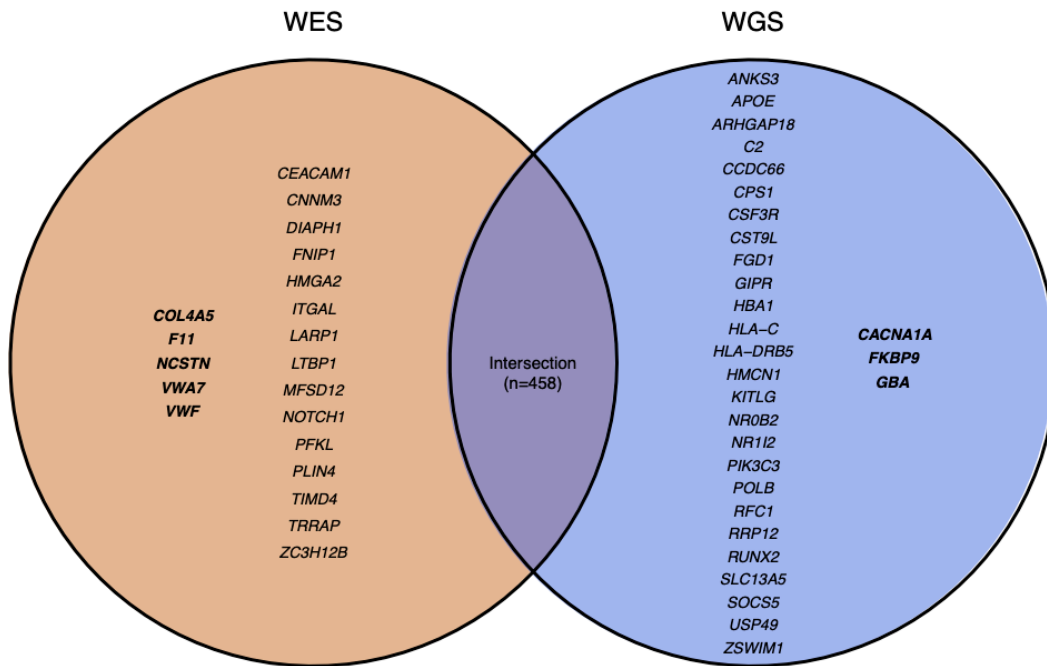 WES
WGS
COL4A5
F11
NCSTN
VWA7
VWF
CEACAM1
CNNM3
DIAPH1
FNIP1
HMGA2
ITGAL
LARP1
LTBP1
MFSD12
NOTCH1
PFKL
PLIN4
TIMD4
TRRAP
ZC3H12B
Intersection
(n=458)
ANKS3
APOE
ARHGAP18
C2
CCDC66
CPS1
CSF3R
CST9L
FGD1
GIPR
HBA1
HLA−C
HLA−DRB5
HMCN1
KITLG
NR0B2
NR1I2
PIK3C3
POLB
RFC1
RRP12
RUNX2
SLC13A5
SOCS5
USP49
ZSWIM1
CACNA1A
FKBP9
GBA